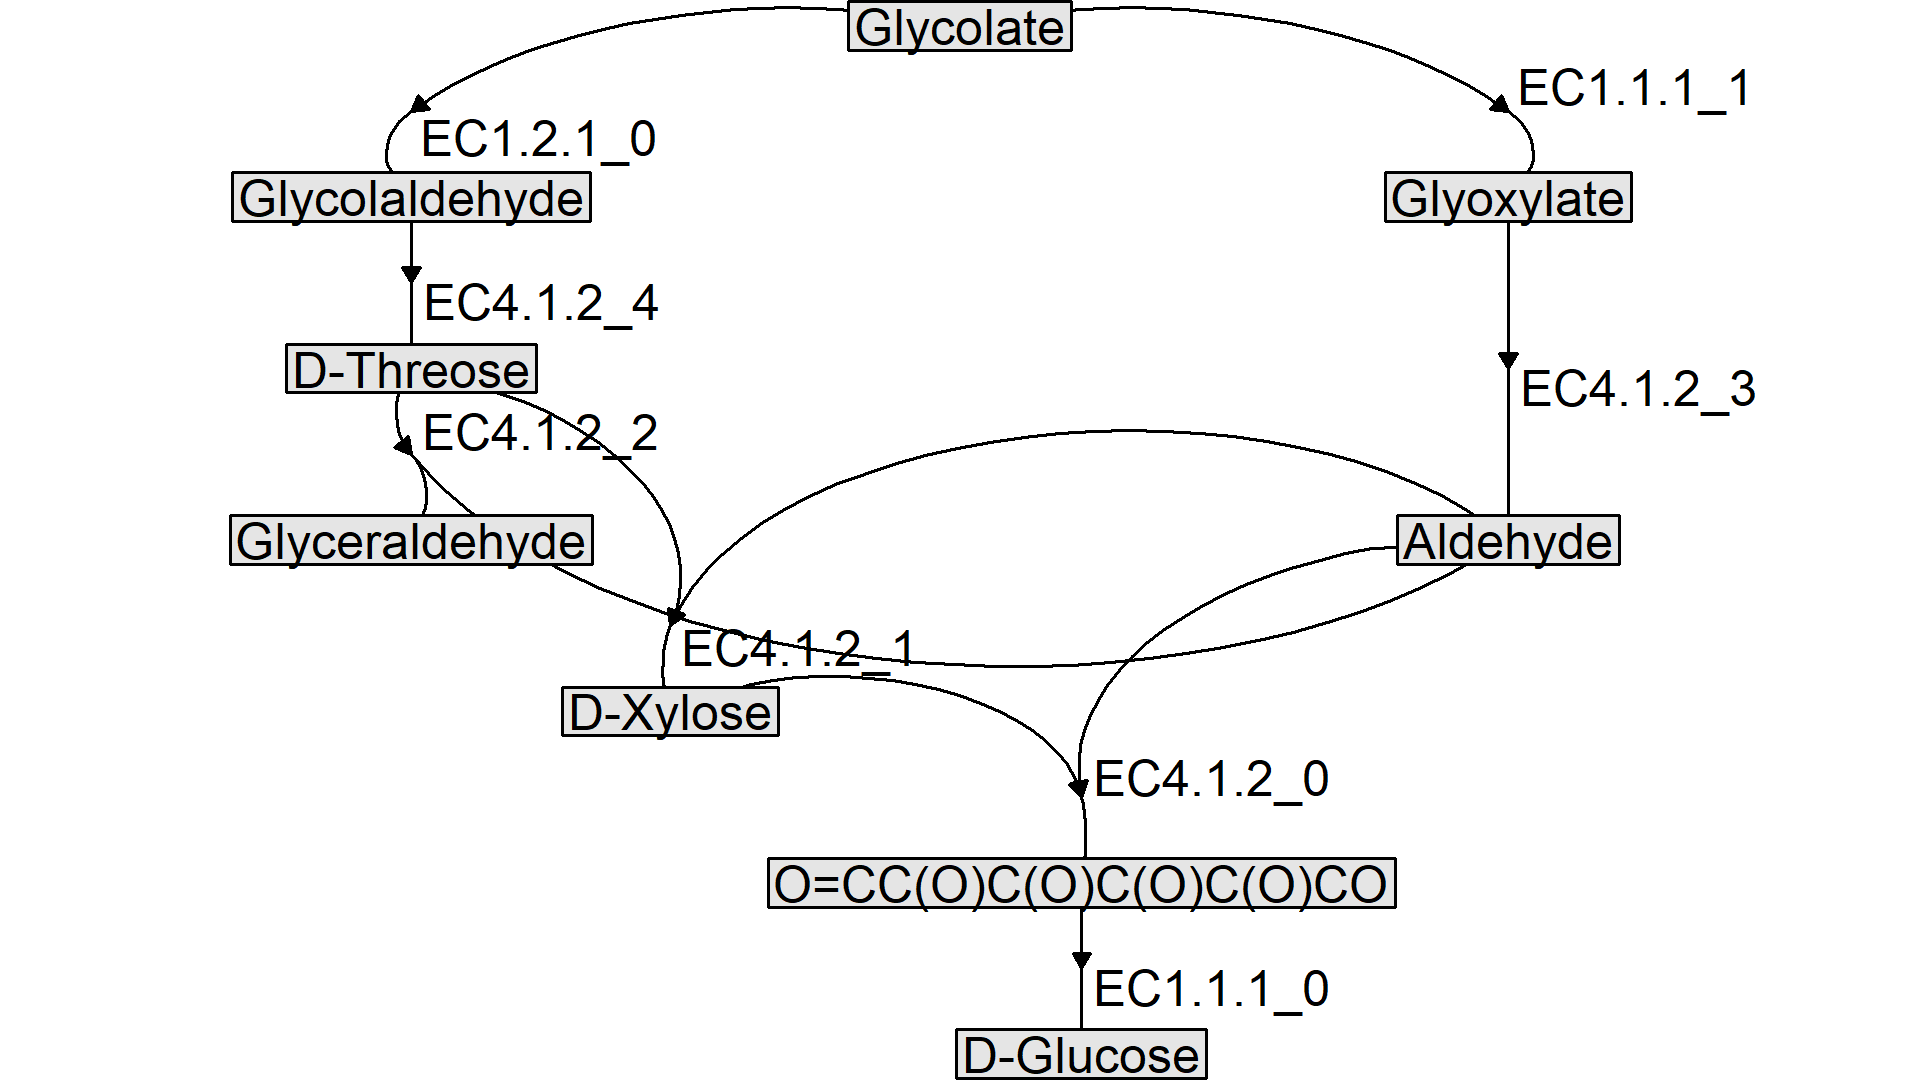 Glycolate
EC1.1.1_1
EC1.2.1_0
Glycolaldehyde
Glyoxylate
EC4.1.2_4
D-Threose
EC4.1.2_3
EC4.1.2_2
Glyceraldehyde
Aldehyde
EC4.1.2_1
D-Xylose
EC4.1.2_0
O=CC(O)C(O)C(O)C(O)CO
EC1.1.1_0
D-Glucose